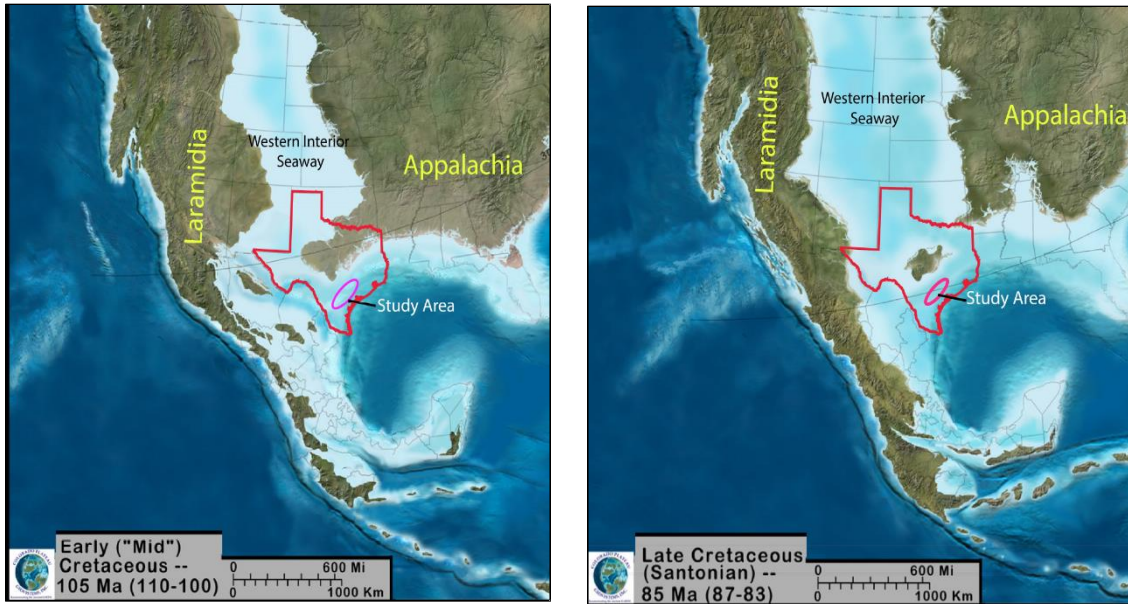 Western Interior
Seaway
Laramidia
Appalachia
Study Area
Early ("Mid")
Cretaceous --
105 Ma (110-100)
0 600 Mi
0 1000 Km
Western Interior
Seaway
Laramidia
Appalachia
Study Area
Late Cretaceous
(Santonian) --
85 Ma (87-83)
0 600 Mi
0 1000 Km